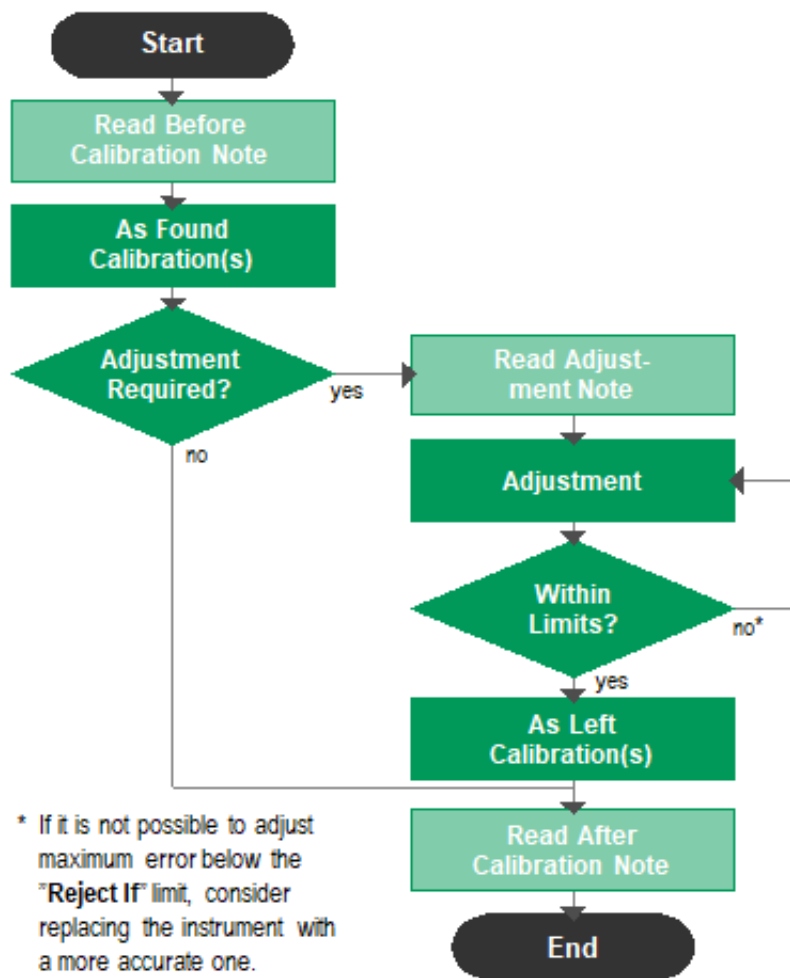 Start
Read Before
Calibration Note
As Found
Calibration(s)
Adjustment
Required?
yes
no
Read Adjust-
ment Note
Adjustment
Within
Limits?
no*
yes
As Left
Calibration(s)
Read After
Calibration Note
End
* If it is not possible to adjust
maximum error below the
"Reject If" limit, consider
replacing the instrument with
a more accurate one.